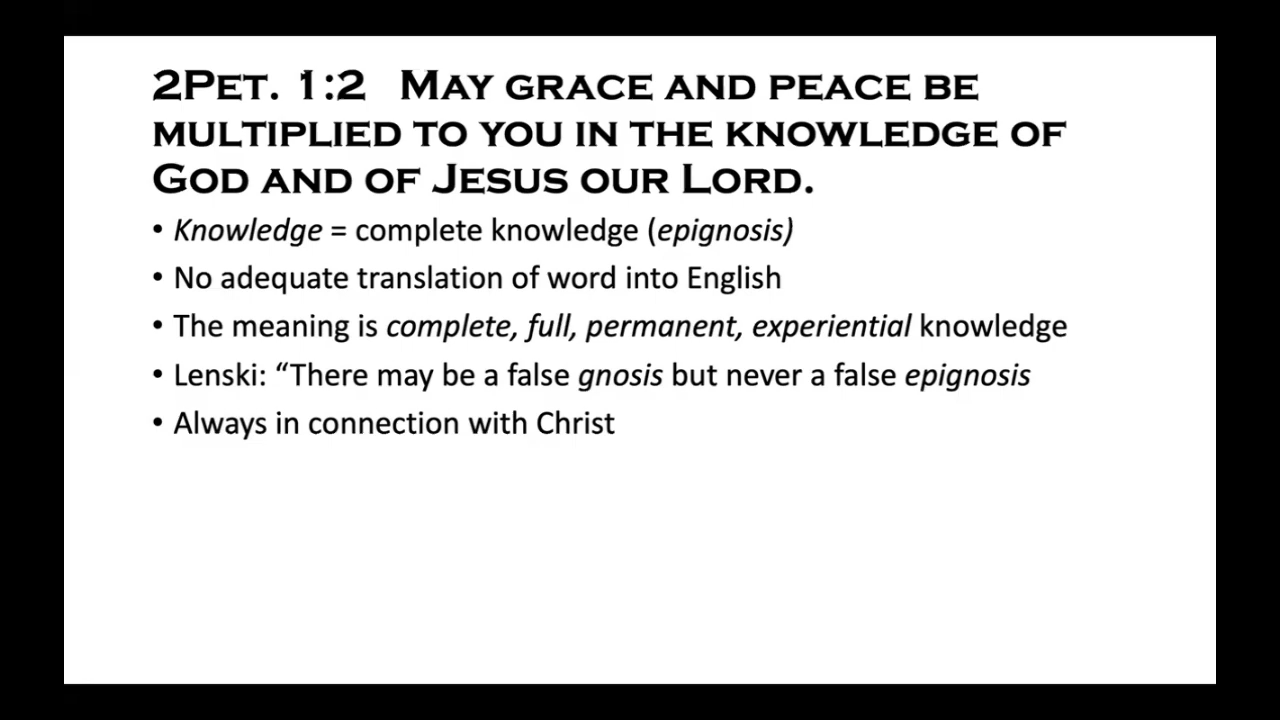 2Pet. 1:2 May grace and peace be
multiplied to you in the knowledge of
God and of Jesus our Lord.
• Knowledge = complete knowledge (epignosis)
• No adequate translation of word into English
• The meaning is complete, full, permanent, experiential knowledge
• Lenski: “There may be a false gnosis but never a false epignosis
• Always in connection with Christ